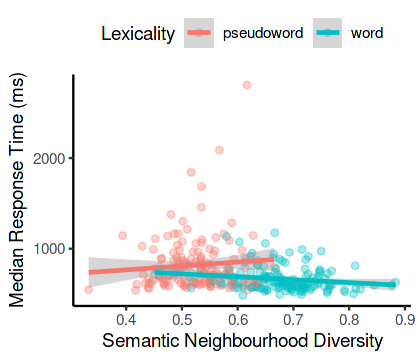 Lexicality pseudoword word
Median Response Time (ms)
2000
1000
0.4 0.5 0.6 0.7 0.8 0.9
Semantic Neighbourhood Diversity